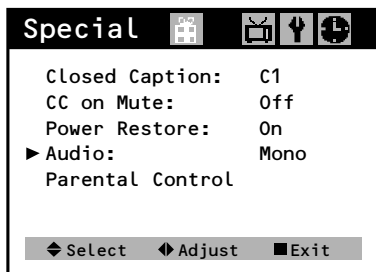 Special
Closed Caption: C1
CC on Mute: Off
Power Restore: On
Audio: Mono
Parental Control
Select Adjust Exit